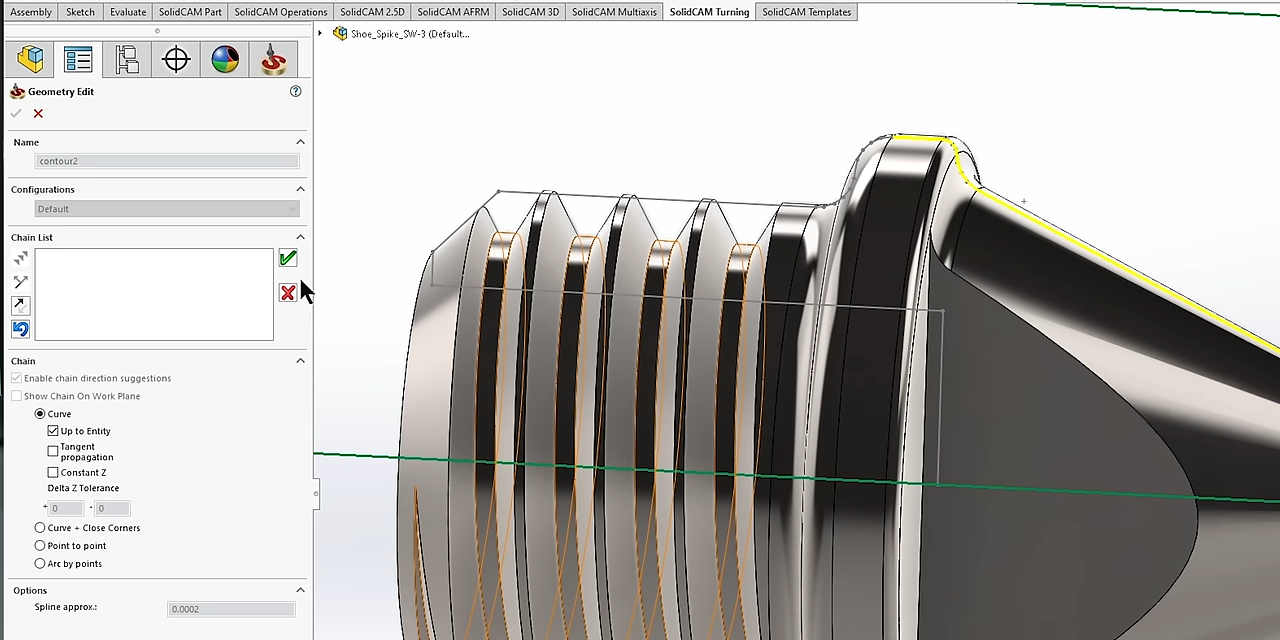 Assembly Sketch Evaluate SolidCAM Part SolidCAM Operations SolidCAM 2.5D SolidCAM AFRM SolidCAM 3D SolidCAM Multiaxis SolidCAM Turning SolidCAM Templates
Shoe_Spike_SW-3 (Default...
Geometry Edit
Name
contour2
Configurations
Default
Chain List
Chain
Enable chain direction suggestions
Show Chain On Work Plane
Curve
Up to Entity
Tangent
propagation
Constant Z
Delta Z Tolerance
+ 0 - 0
Curve + Close Corners
Point to point
Arc by points
Options
Spline approx.: 0.0002